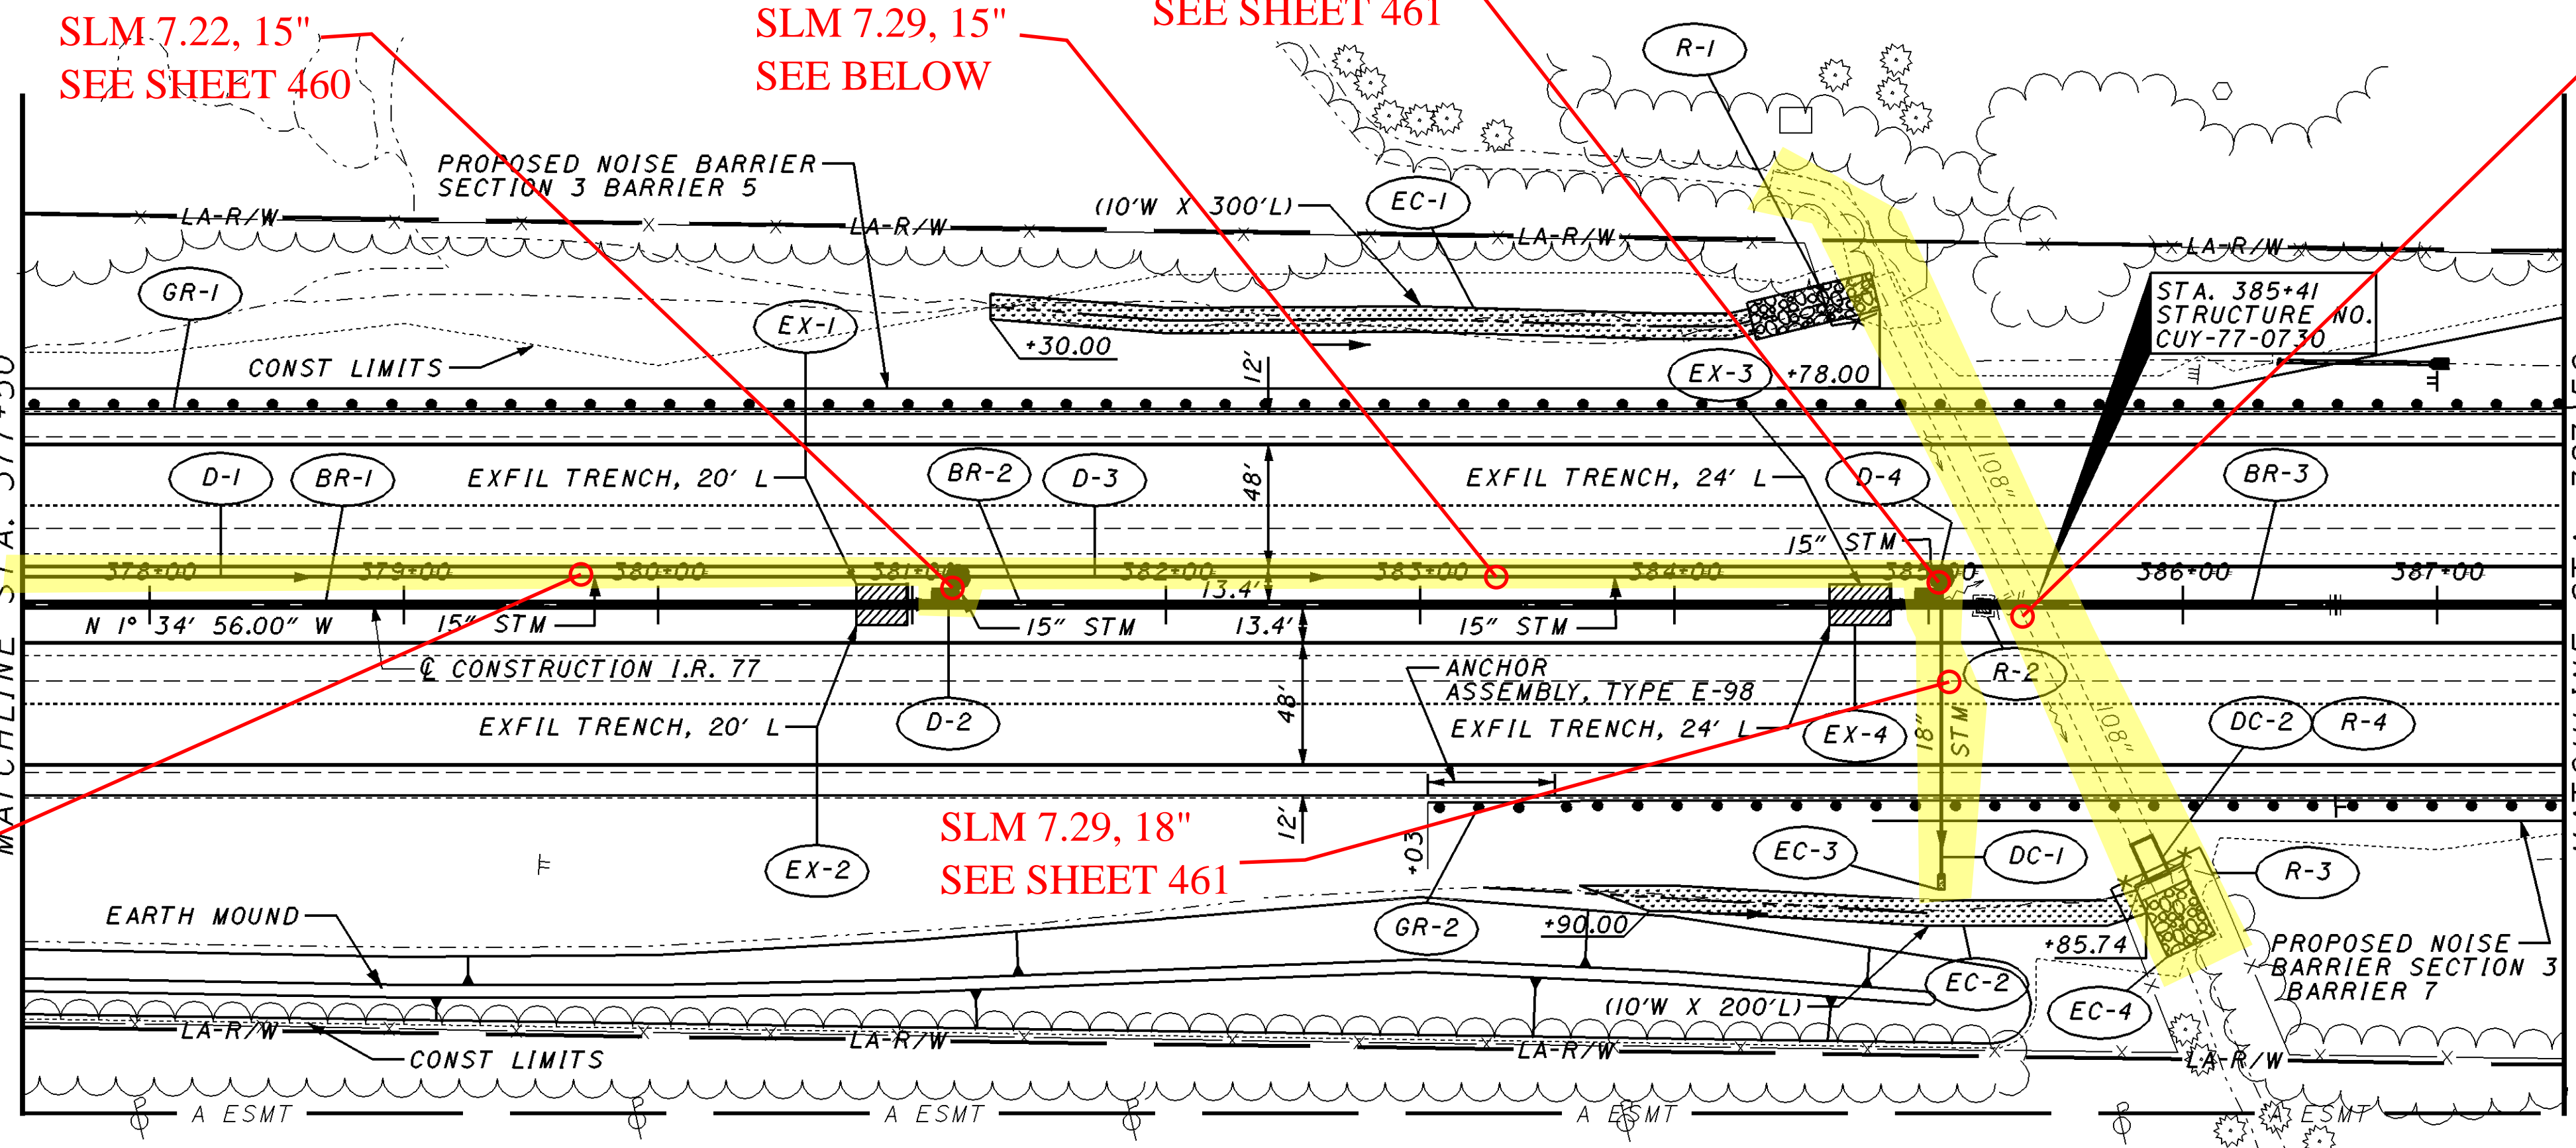 SLM 7.22, 15"
SEE SHEET 460
SLM 7.29, 15"
SEE BELOW
SEE SHEET 461
R-1
PROPOSED NOISE BARRIER
SECTION 3 BARRIER 5
(10'W X 300'L)
EC-1
LA-R/W
LA-R/W
LA-R/W
LA-R/W
GR-1
EX-1
STA. 385+41
STRUCTURE NO.
CUY-77-0730
+30.00
CONST LIMITS
12'
EX-3
+78.00
D-1
BR-1
EXFIL TRENCH, 20' L
BR-2
D-3
48'
EXFIL TRENCH, 24' L
D-4
108"
BR-3
15" STM
378+00
379+00
380+00
381+00
382+00
383+00
384+00
385+00
386+00
387+00
13.4'
N 1° 34' 56.00" W
15" STM
15" STM
13.4'
15" STM
℄ CONSTRUCTION I.R. 77
ANCHOR
ASSEMBLY, TYPE E-98
R-2
EXFIL TRENCH, 20' L
D-2
48'
EXFIL TRENCH, 24' L
EX-4
18" STM
108"
DC-2
R-4
SLM 7.29, 18"
SEE SHEET 461
12'
+03
EX-2
EC-3
DC-1
R-3
EARTH MOUND
GR-2
+90.00
+85.74
PROPOSED NOISE
BARRIER SECTION 3
BARRIER 7
EC-2
(10'W X 200'L)
EC-4
LA-R/W
LA-R/W
LA-R/W
LA-R/W
CONST LIMITS
A ESMT
A ESMT
A ESMT
A ESMT